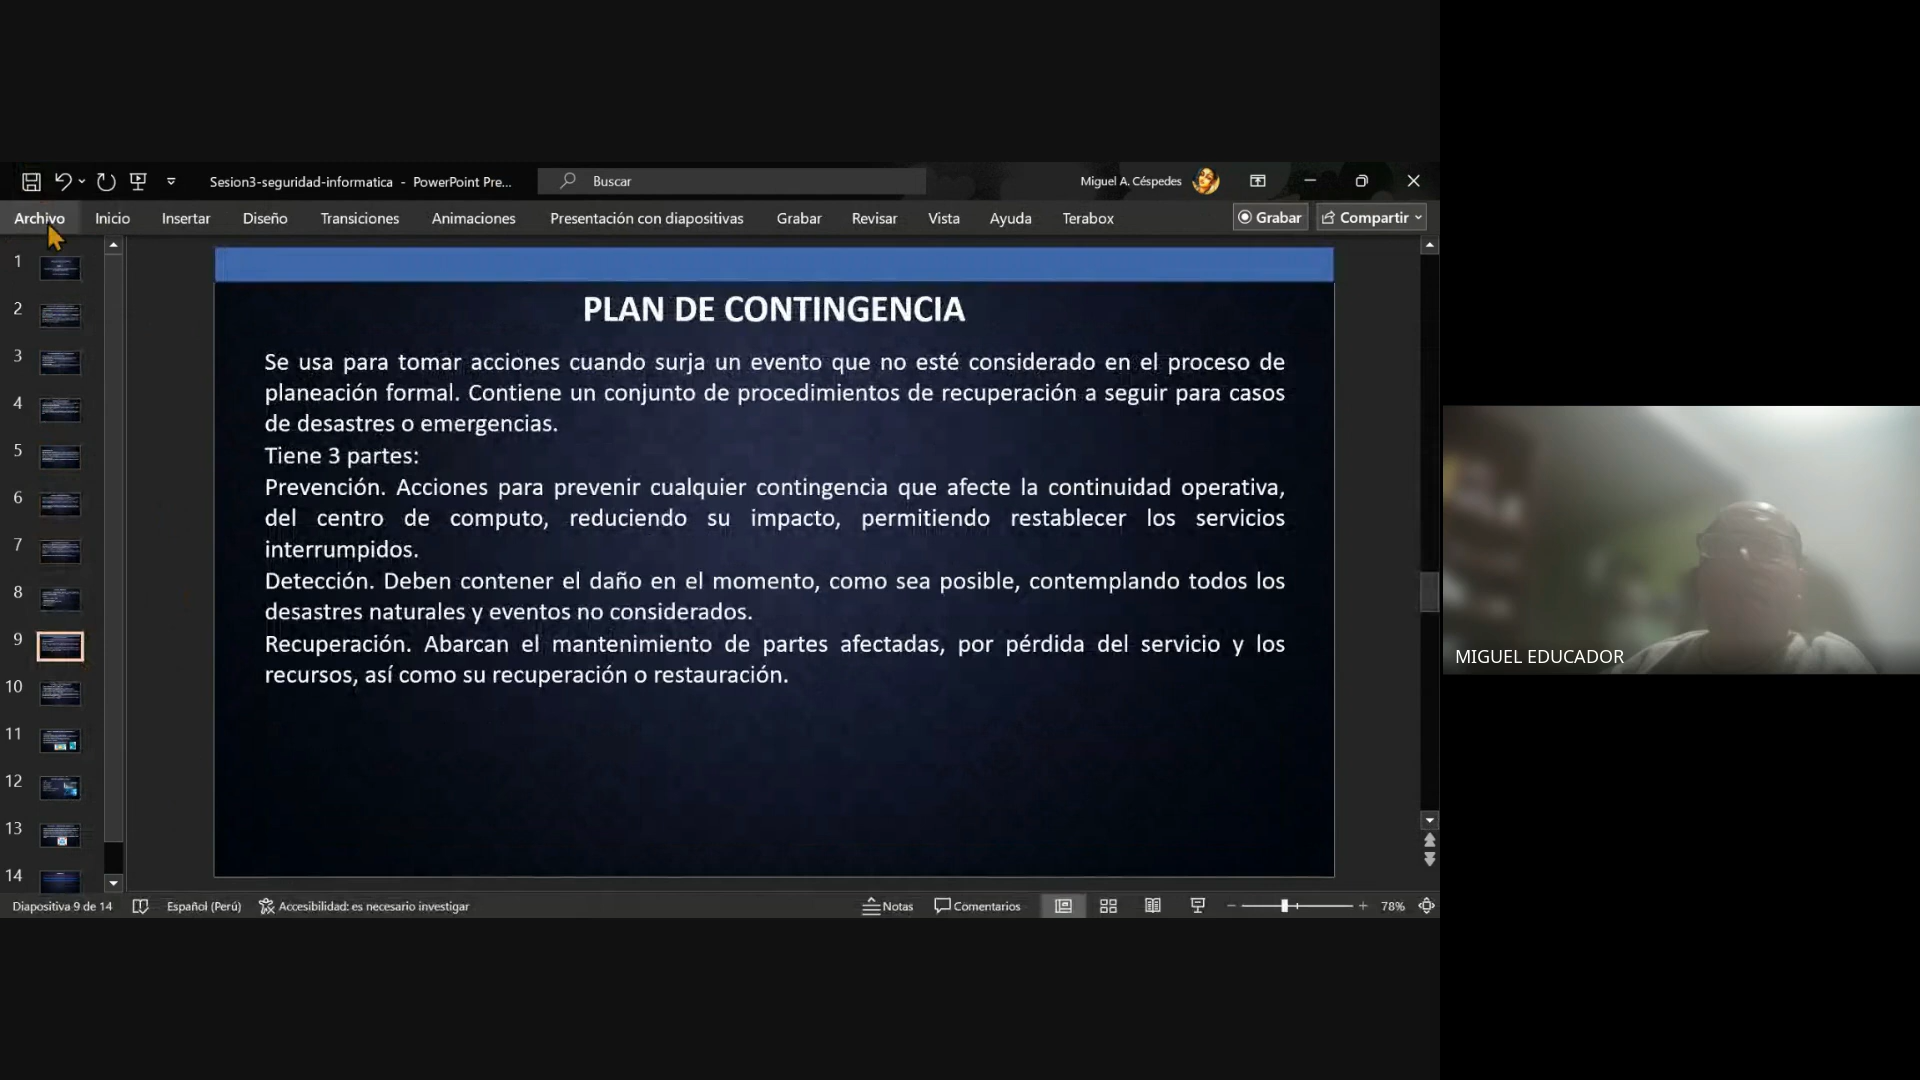 Sesion3-seguridad-informatica - PowerPoint Pre...
Buscar
Miguel A. Céspedes
Archivo Inicio Insertar Diseño Transiciones Animaciones Presentación con diapositivas Grabar Revisar Vista Ayuda Terabox Grabar Compartir
1
2
3
4
5
6
7
8
9
10
11
12
13
14
PLAN DE CONTINGENCIA
Se usa para tomar acciones cuando surja un evento que no esté considerado en el proceso de
planeación formal. Contiene un conjunto de procedimientos de recuperación a seguir para casos
de desastres o emergencias.
Tiene 3 partes:
Prevención. Acciones para prevenir cualquier contingencia que afecte la continuidad operativa,
del centro de computo, reduciendo su impacto, permitiendo restablecer los servicios
interrumpidos.
Detección. Deben contener el daño en el momento, como sea posible, contemplando todos los
desastres naturales y eventos no considerados.
Recuperación. Abarcan el mantenimiento de partes afectadas, por pérdida del servicio y los
recursos, así como su recuperación o restauración.
MIGUEL EDUCADOR
Diapositiva 9 de 14 Español (Perú) Accesibilidad: es necesario investigar Notas Comentarios 78%